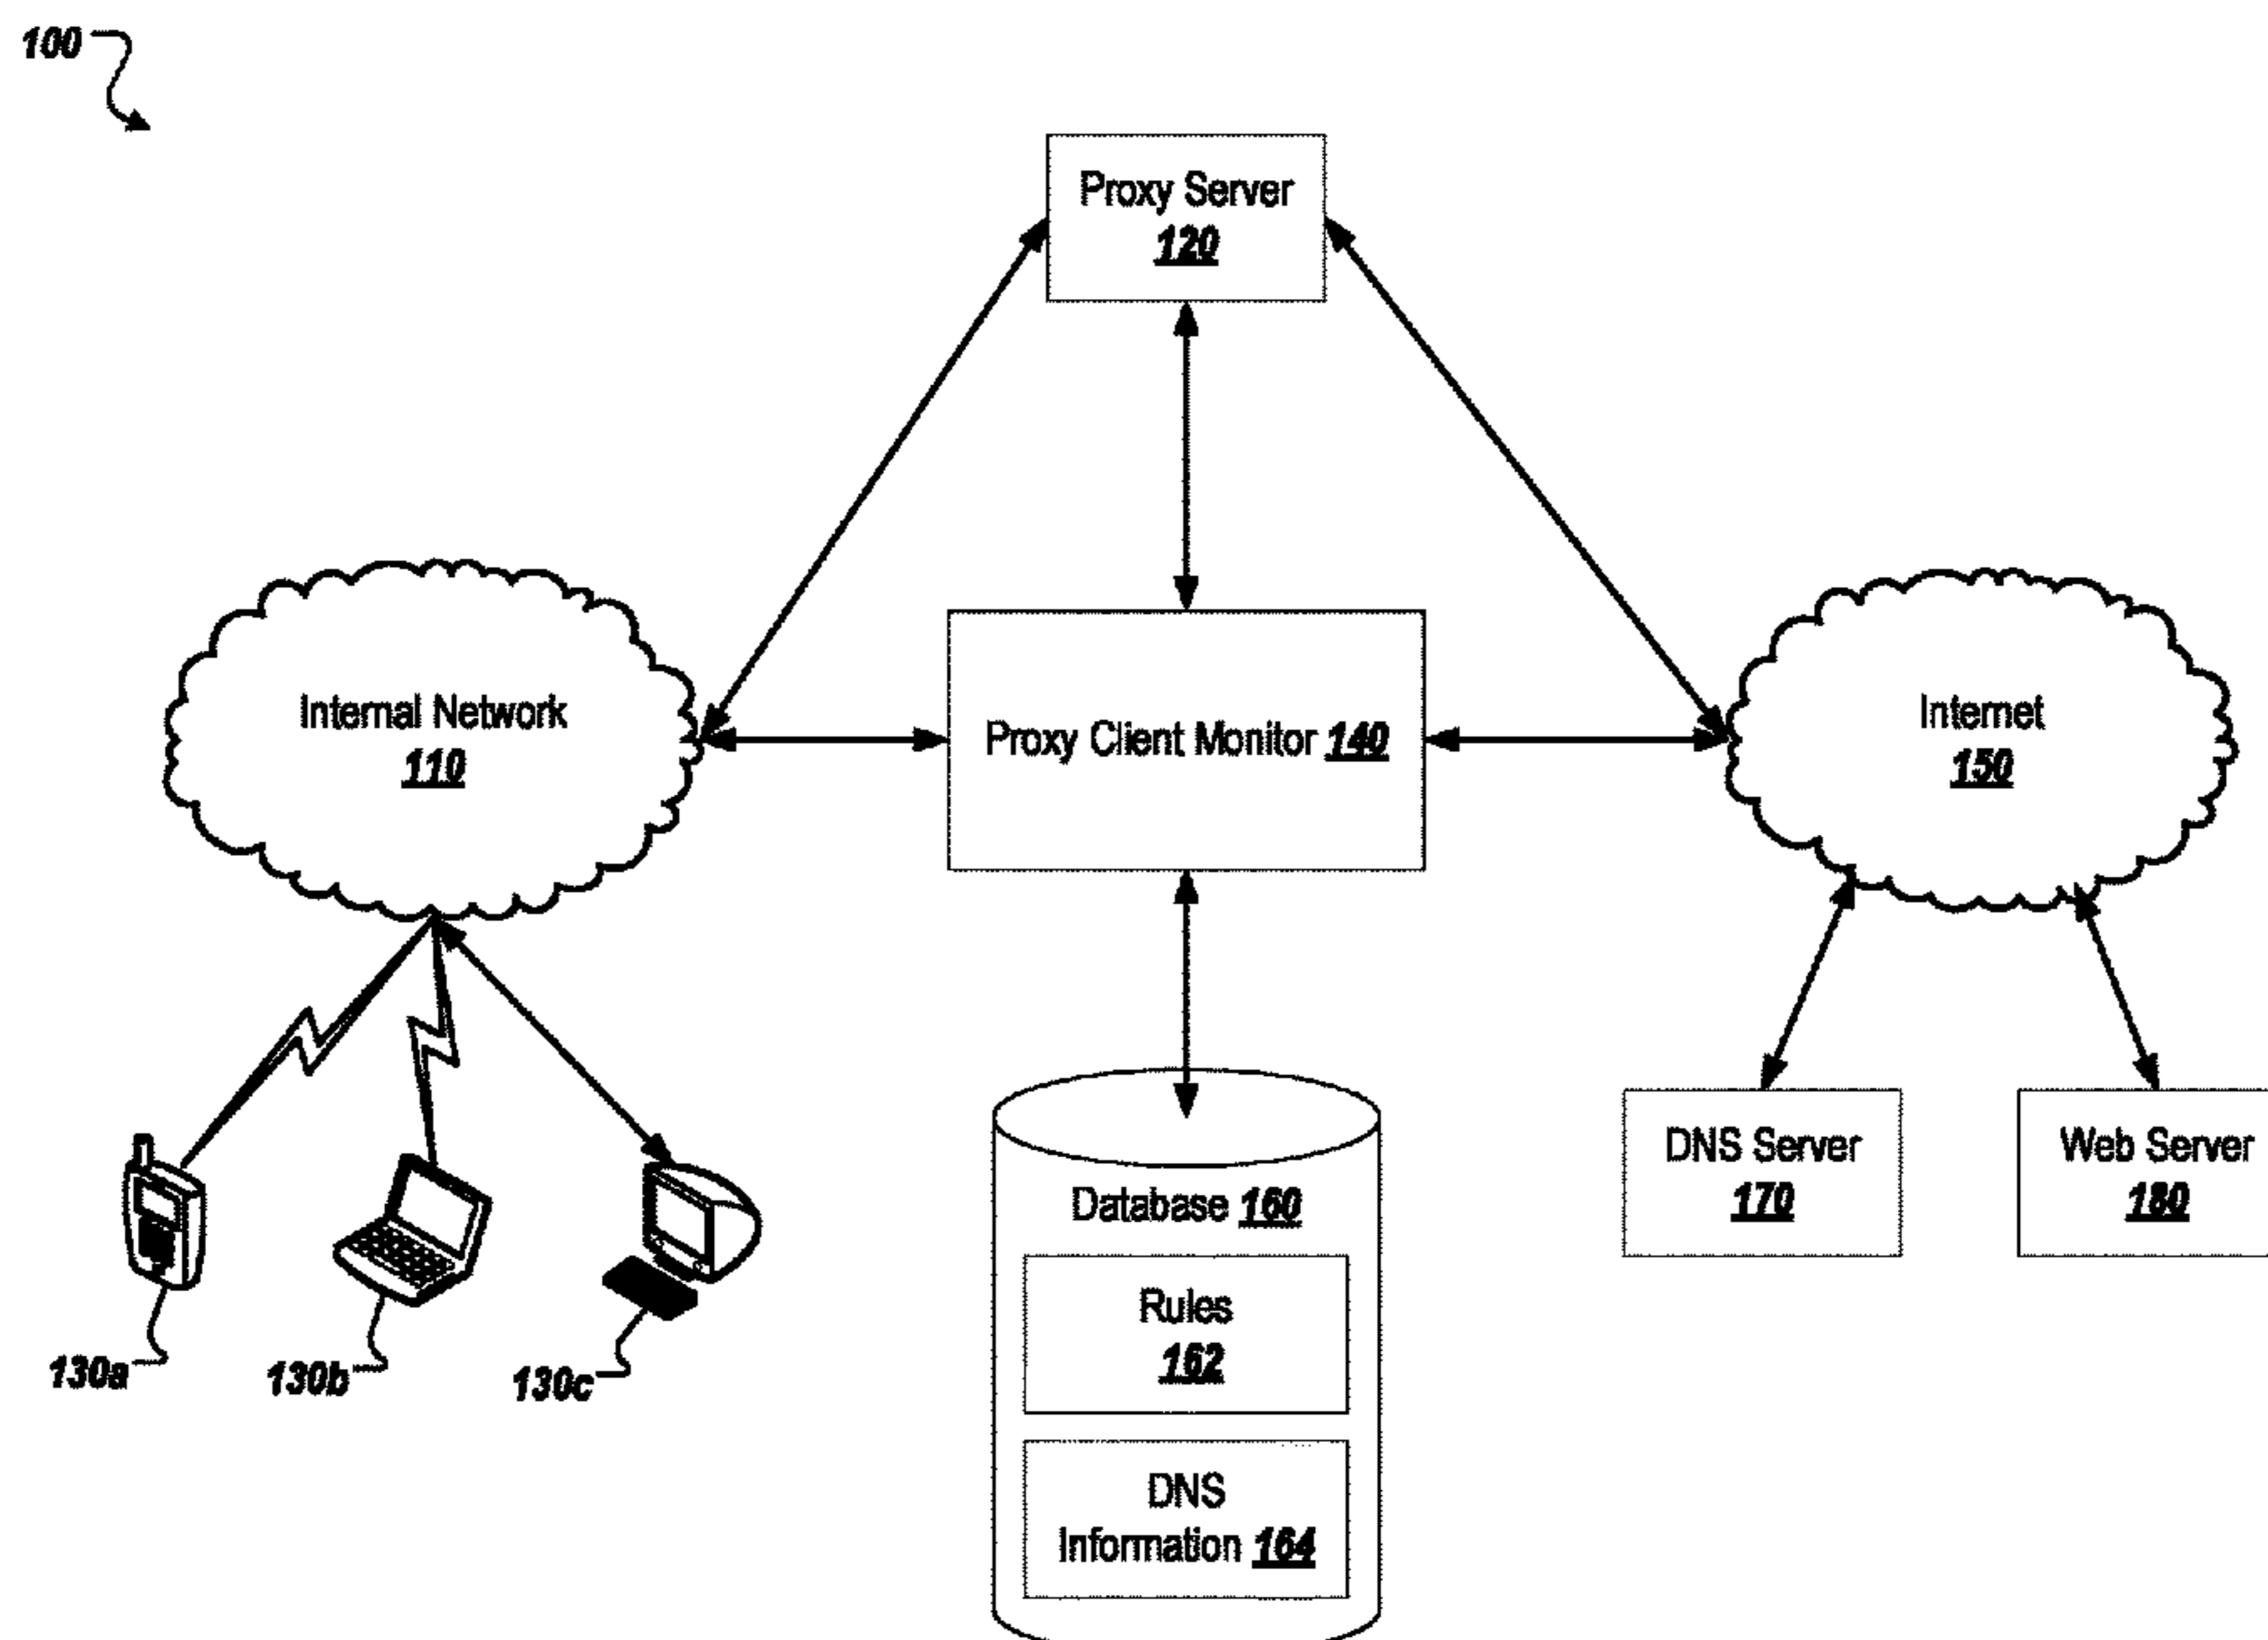 100
Proxy Server
120
Internal Network
110
Proxy Client Monitor 140
Internet
150
DNS Server
170
Web Server
180
Database 160
Rules
162
DNS
Information 164
130a
130b
130c